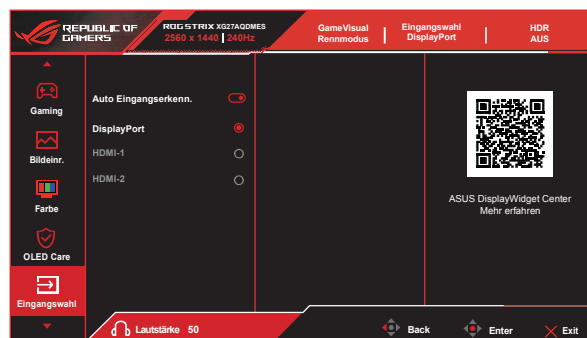 REPUBLIC OF
GAMERS
ROG STRIX XG27AQDMES
2560 x 1440 | 240Hz
GameVisual
Rennmodus
Eingangswahl
DisplayPort
HDR
AUS
Gaming
Bildeinr.
Farbe
OLED Care
Eingangswahl
Auto Eingangserkenn.
DisplayPort
HDMI-1
HDMI-2
ASUS DisplayWidget Center
Mehr erfahren
Lautstärke 50
Back
Enter
Exit